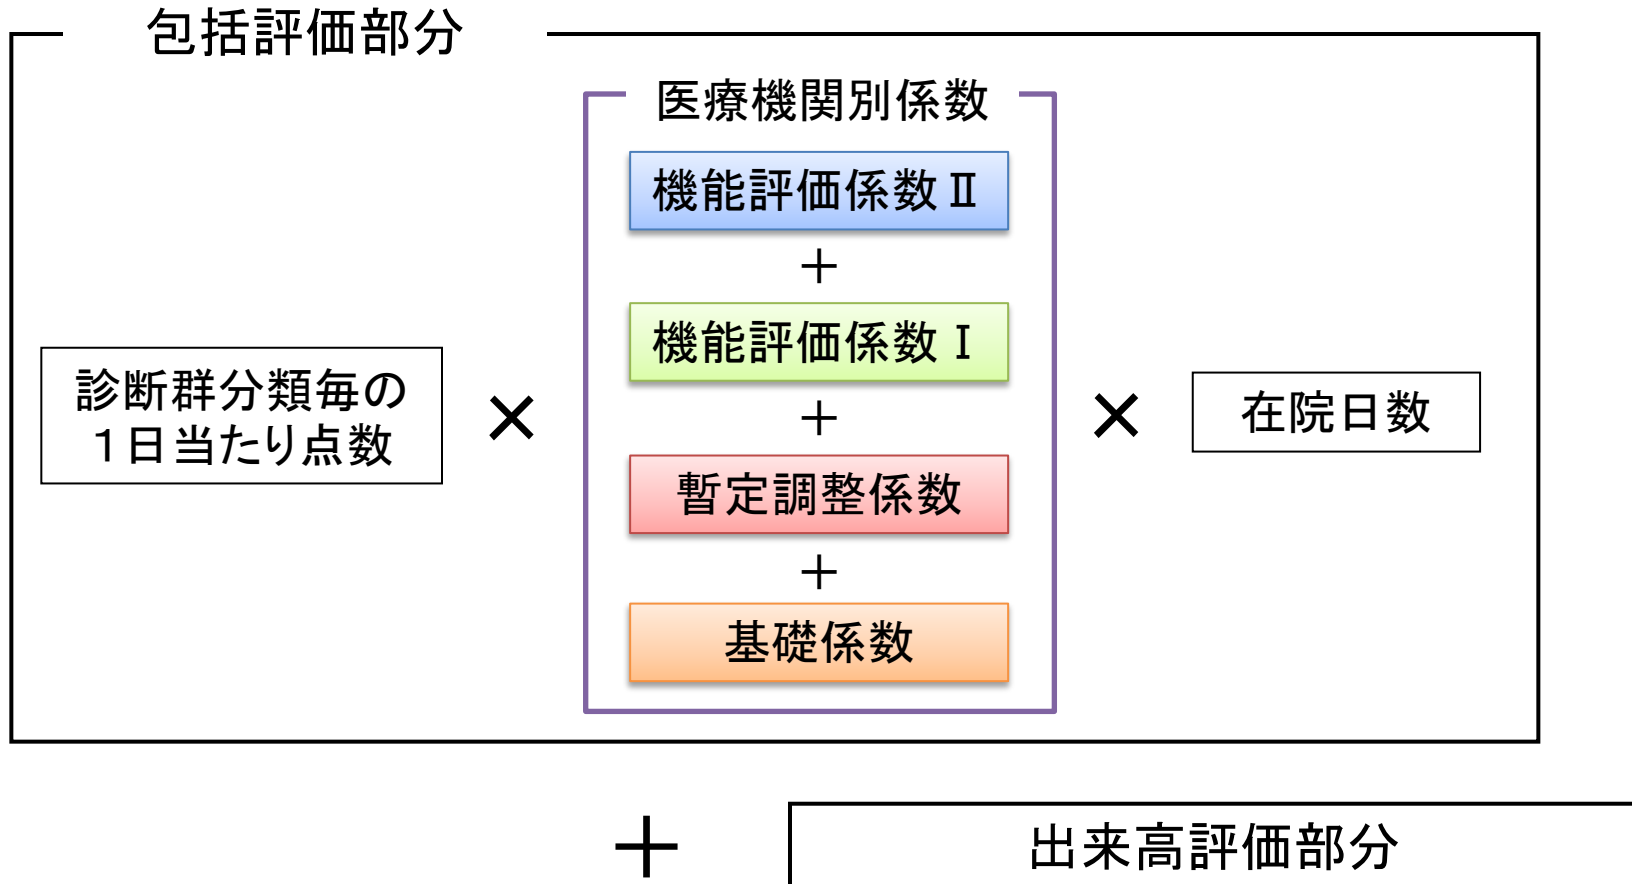 包括評価部分
医療機関別係数
機能評価係数Ⅱ
＋
機能評価係数Ⅰ
＋
暫定調整係数
＋
基礎係数
診断群分類毎の
１日当たり点数
×
×
在院日数
＋
出来高評価部分